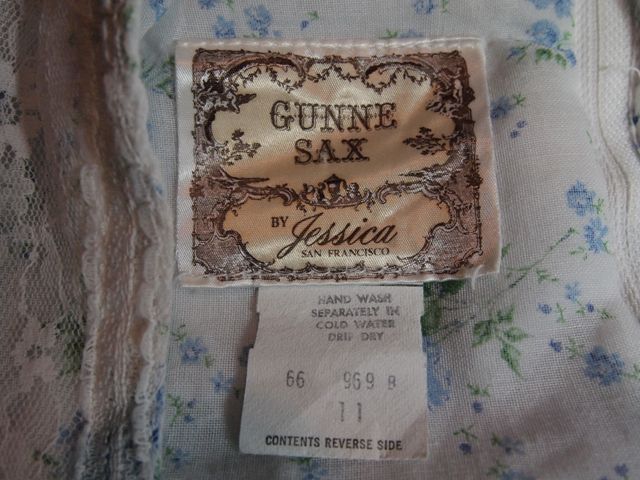 GUNNE
SAX
BY Jessica
SAN FRANCISCO
HAND WASH
SEPARATELY IN
COLD WATER
DRIP DRY
66 969 B
11
CONTENTS REVERSE SIDE